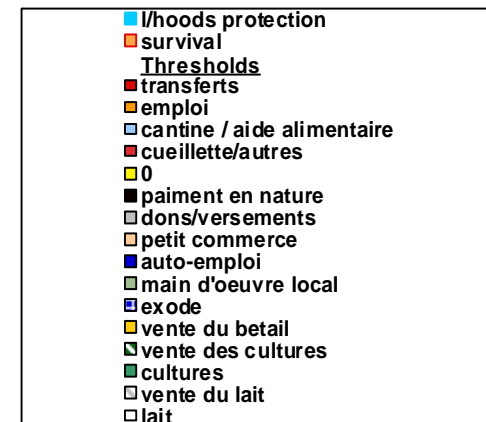 l/hoods protection
survival
Thresholds
transferts
emploi
cantine / aide alimentaire
cueillette/autres
0
paiment en nature
dons/versements
petit commerce
auto-emploi
main d'oeuvre local
exode
vente du betail
vente des cultures
cultures
vente du lait
lait